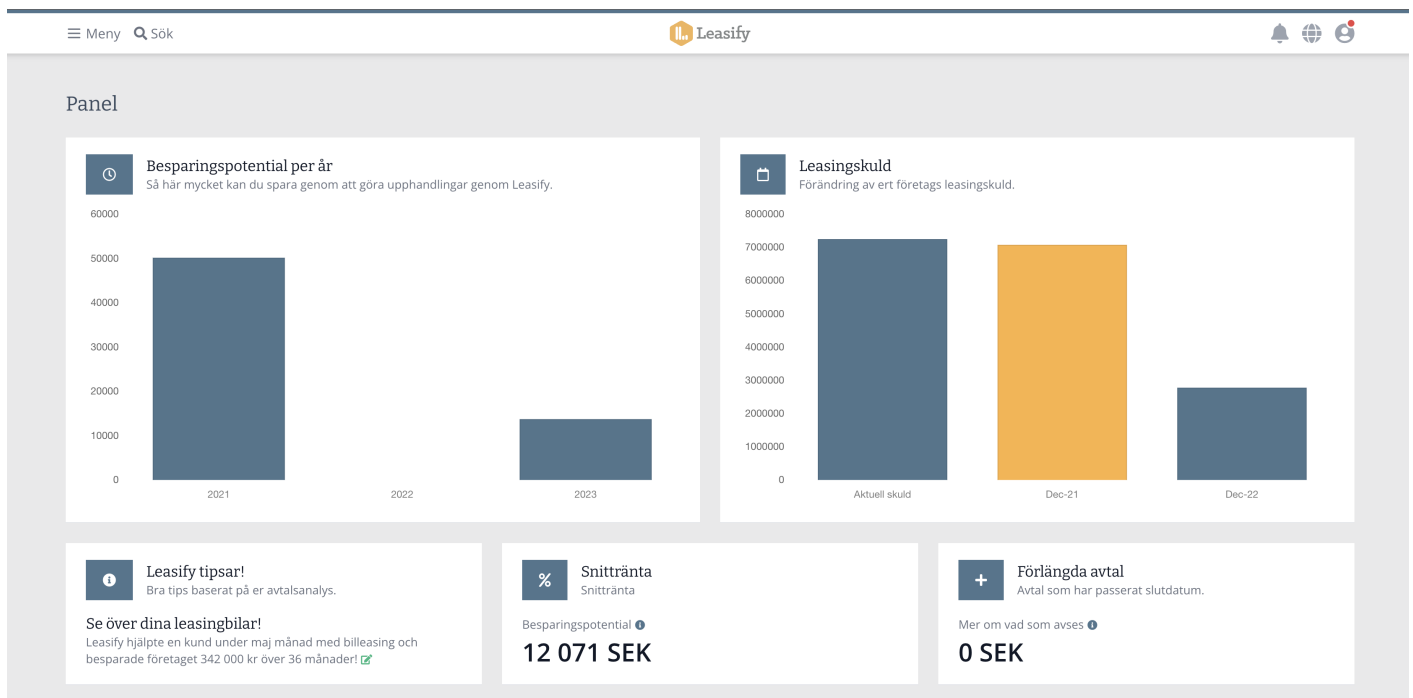 Meny Sök Leasify
Panel
Besparingspotential per år
Så här mycket kan du spara genom att göra upphandlingar genom Leasify.
60000
50000
40000
30000
20000
10000
0
2021 2022 2023
Leasingskuld
Förändring av ert företags leasingskuld.
8000000
7000000
6000000
5000000
4000000
3000000
2000000
1000000
0
Aktuell skuld Dec-21 Dec-22
Leasify tipsar!
Bra tips baserat på er avtalsanalys.
Se över dina leasingbilar!
Leasify hjälpte en kund under maj månad med billeasing och
besparade företaget 342 000 kr över 36 månader!
%
Snittränta
Snittränta
Besparingspotential
12 071 SEK
Förlängda avtal
Avtal som har passerat slutdatum.
Mer om vad som avses
0 SEK